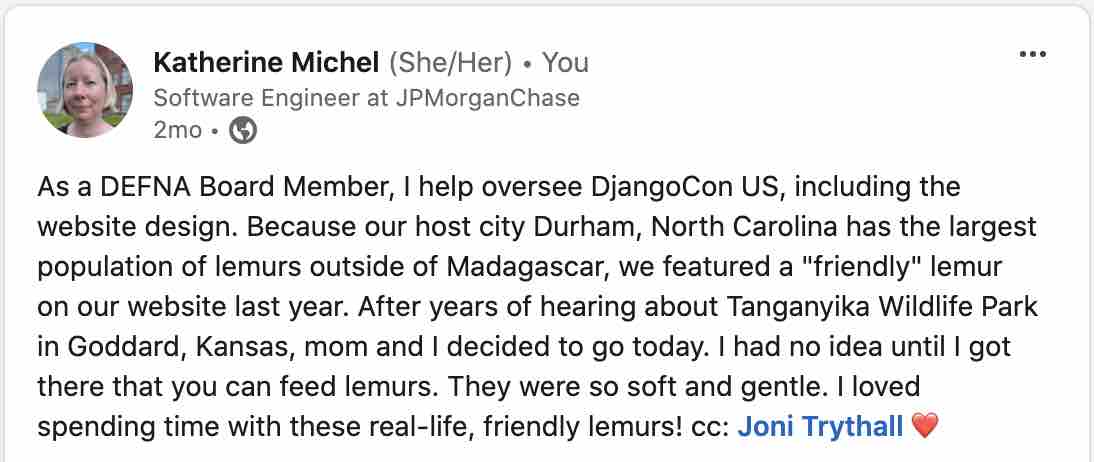 Katherine Michel (She/Her) • You
Software Engineer at JPMorganChase
2mo •
As a DEFNA Board Member, I help oversee DjangoCon US, including the
website design. Because our host city Durham, North Carolina has the largest
population of lemurs outside of Madagascar, we featured a "friendly" lemur
on our website last year. After years of hearing about Tanganyika Wildlife Park
in Goddard, Kansas, mom and I decided to go today. I had no idea until I got
there that you can feed lemurs. They were so soft and gentle. I loved
spending time with these real-life, friendly lemurs! cc: Joni Trythall ❤️